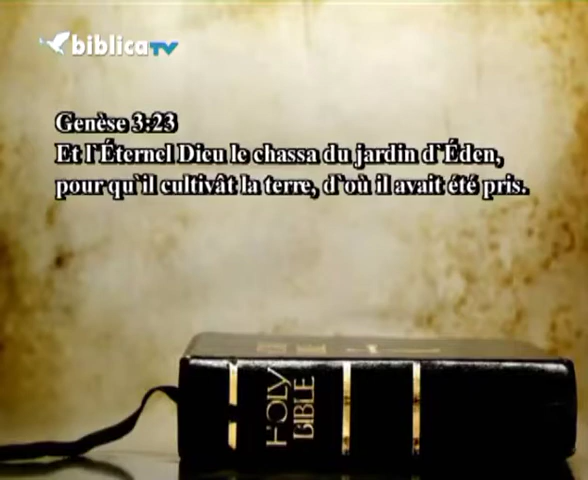 biblicaTV
Genèse 3:23
Et l'Éternel Dieu le chassa du jardin d`Éden,
pour qu`il cultivât la terre, d`où il avait été pris.
HOLY
BIBLE